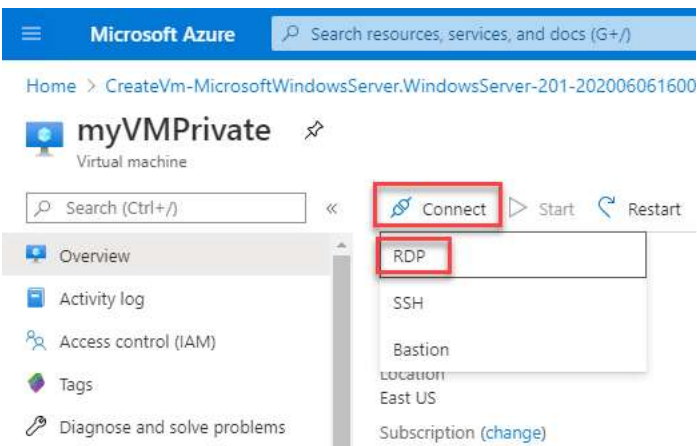 Microsoft Azure
Search resources, services, and docs (G+/)
Home > CreateVm-MicrosoftWindowsServer.WindowsServer-201-202006061600
myVMPrivate
Virtual machine
Search (Ctrl+/)
«
Connect
Start
Restart
Overview
RDP
Activity log
SSH
Access control (IAM)
Bastion
Location
Tags
East US
Diagnose and solve problems
Subscription (change)